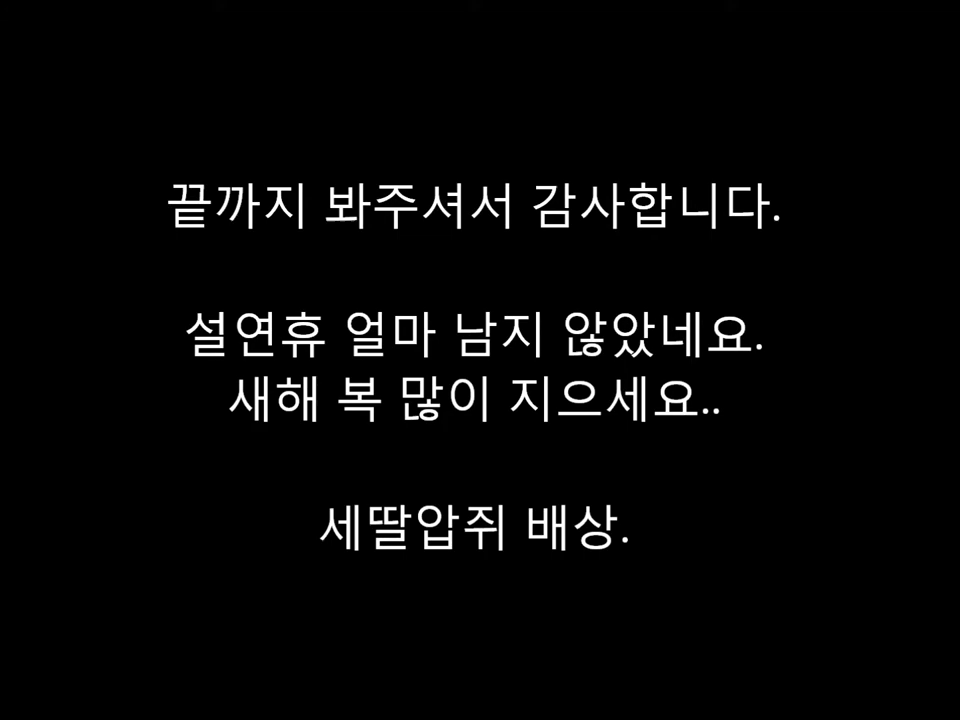 끝까지 봐주셔서 감사합니다.
설연휴 얼마 남지 않았네요.
새해 복 많이 지으세요..
세딸압쥐 배상.